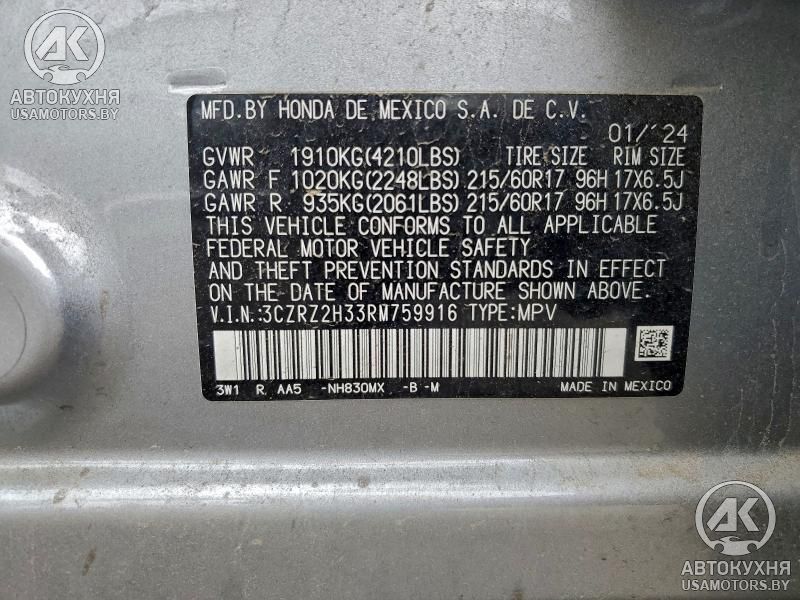 AK
АВТОКУХНЯ
USAMOTORS.BY
MFD.BY HONDA DE MEXICO S.A. DE C.V.
01/'24
GVWR 1910KG(4210LBS) TIRE SIZE RIM SIZE
GAWR F 1020KG(2248LBS) 215/60R17 96H 17X6.5J
GAWR R 935KG(2061LBS) 215/60R17 96H 17X6.5J
THIS VEHICLE CONFORMS TO ALL APPLICABLE
FEDERAL MOTOR VEHICLE SAFETY
AND THEFT PREVENTION STANDARDS IN EFFECT
ON THE DATE OF MANUFACTURE SHOWN ABOVE.
V.I.N.:3CZRZ2H33RM759916 TYPE:MPV
3W1 R AA5 -NH830MX -B -M MADE IN MEXICO
AK
АВТОКУХНЯ
USAMOTORS.BY